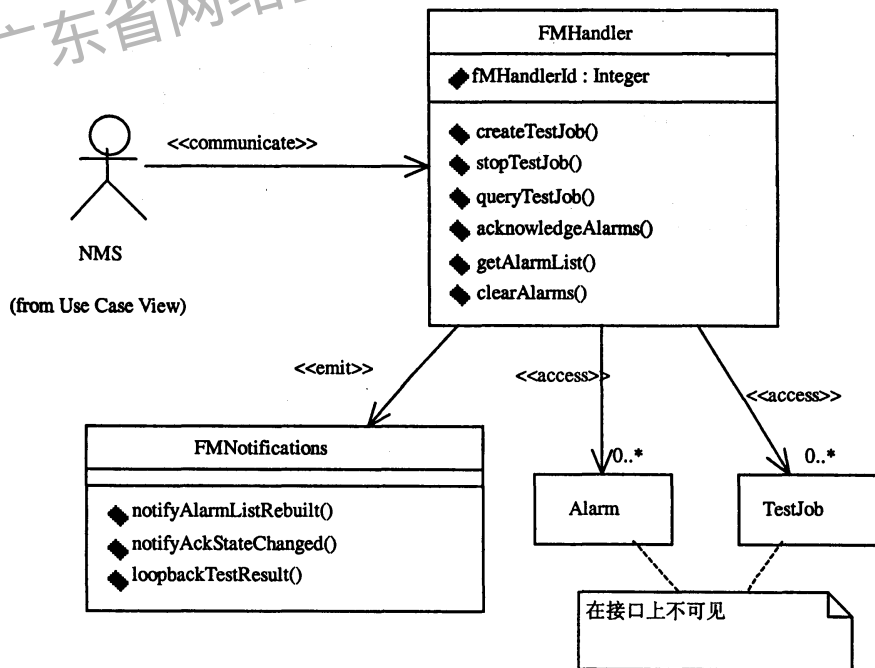 广东省网络
FMHandler
fMHandlerId : Integer
createTestJob()
stopTestJob()
queryTestJob()
acknowledgeAlarms()
getAlarmList()
clearAlarms()
<<communicate>>
NMS
(from Use Case View)
<<emit>>
<<access>>
<<access>>
FMNotifications
notifyAlarmListRebuilt()
notifyAckStateChanged()
loopbackTestResult()
0..*
0..*
Alarm
TestJob
在接口上不可见